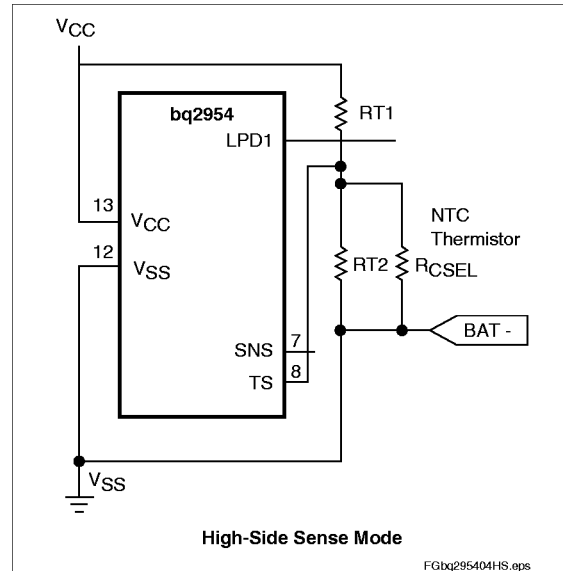 VCC
bq2954
RT1
LPD1
13
VCC
NTC
Thermistor
12
VSS
RT2
RCSEL
SNS
7
BAT -
TS
8
VSS
High-Side Sense Mode
FGbq295404HS.eps